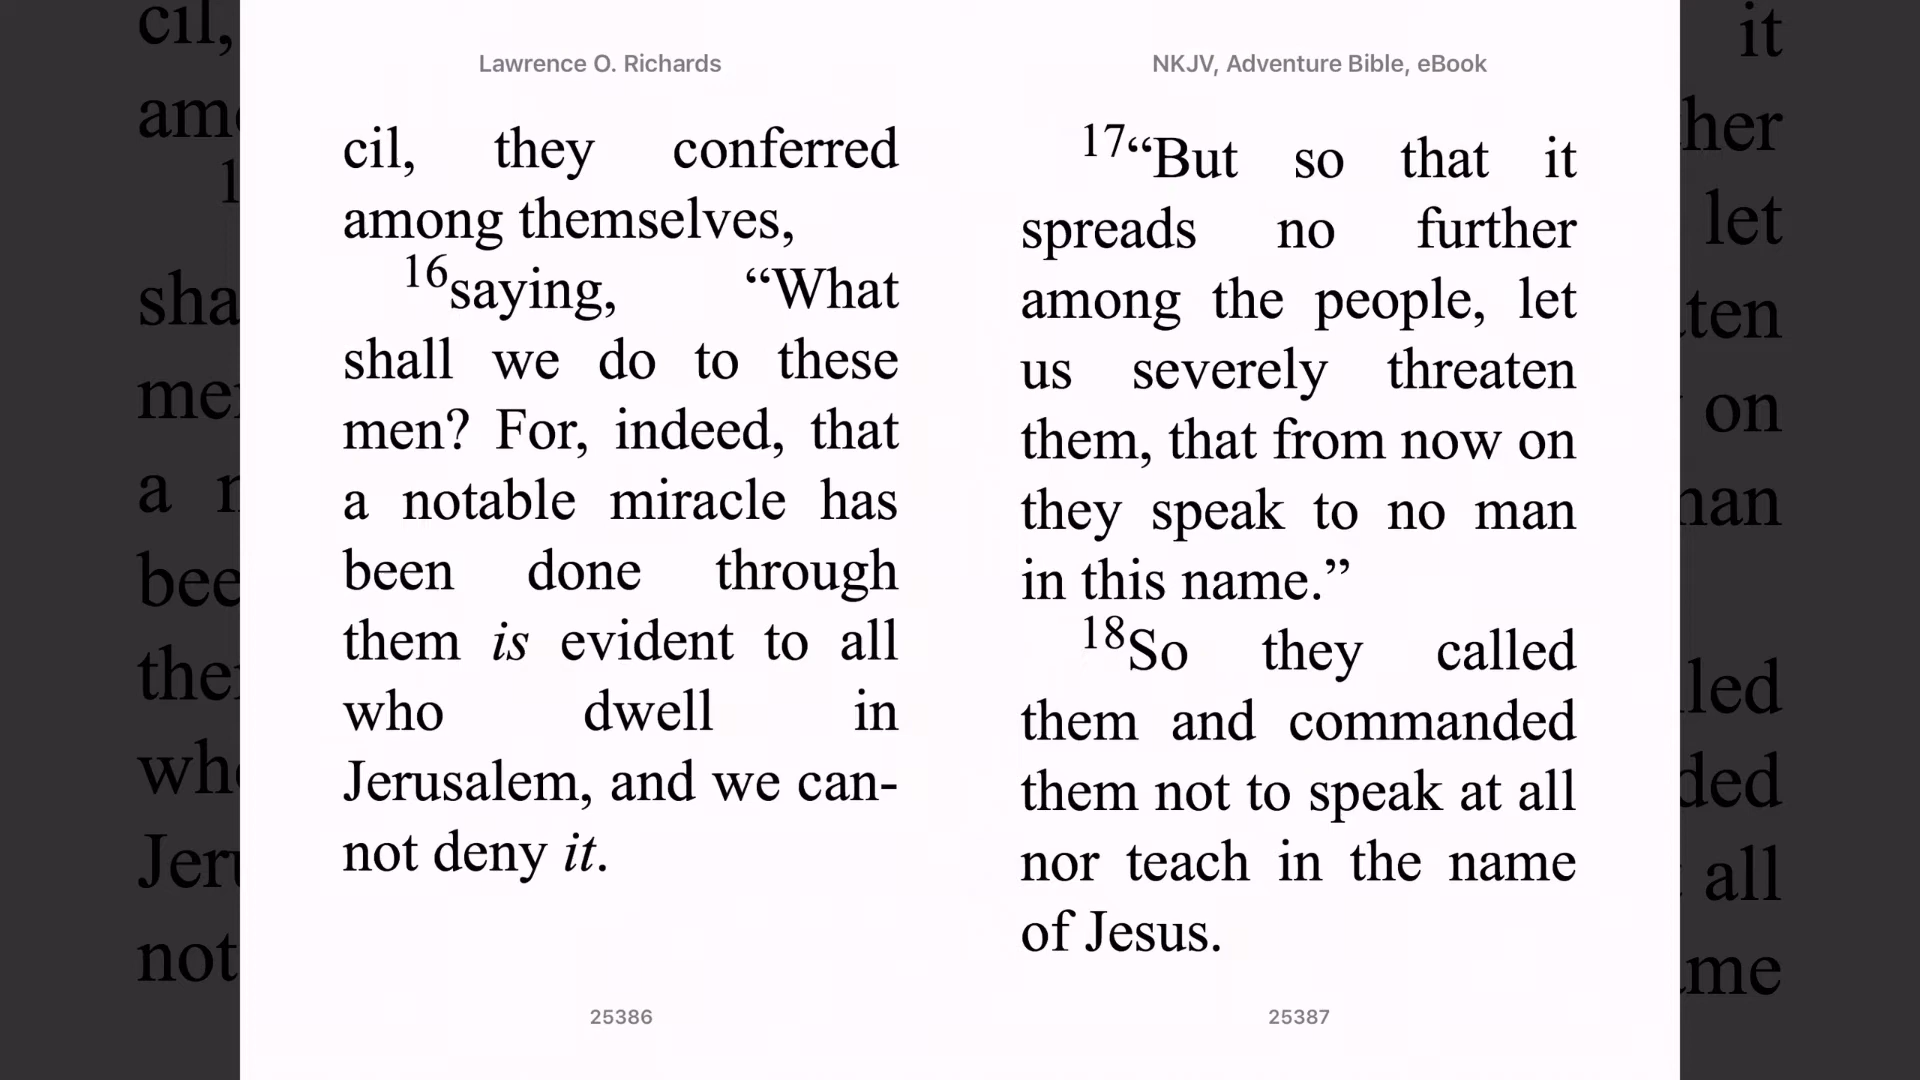 Lawrence O. Richards
cil, they conferred
among themselves,
16saying, “What
shall we do to these
men? For, indeed, that
a notable miracle has
been done through
them is evident to all
who dwell in
Jerusalem, and we can-
not deny it.
25386
NKJV, Adventure Bible, eBook
17“But so that it
spreads no further
among the people, let
us severely threaten
them, that from now on
they speak to no man
in this name.”
18So they called
them and commanded
them not to speak at all
nor teach in the name
of Jesus.
25387